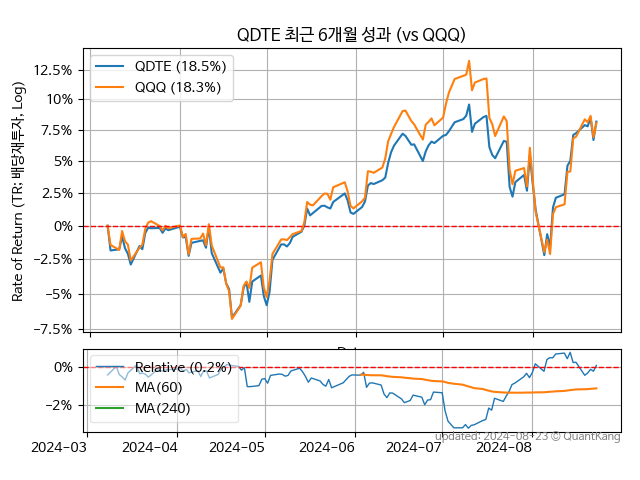 QDTE 최근 6개월 성과 (vs QQQ)
QDTE (18.5%)
QQQ (18.3%)
12.5%
10%
7.5%
5%
2.5%
0%
−2.5%
−5%
−7.5%
Rate of Return (TR: 배당재투자, Log)
Relative (0.2%)
MA(60)
MA(240)
0%
−2%
2024-03
2024-04
2024-05
2024-06
2024-07
2024-08
updated: 2024-08-23 © QuantKang